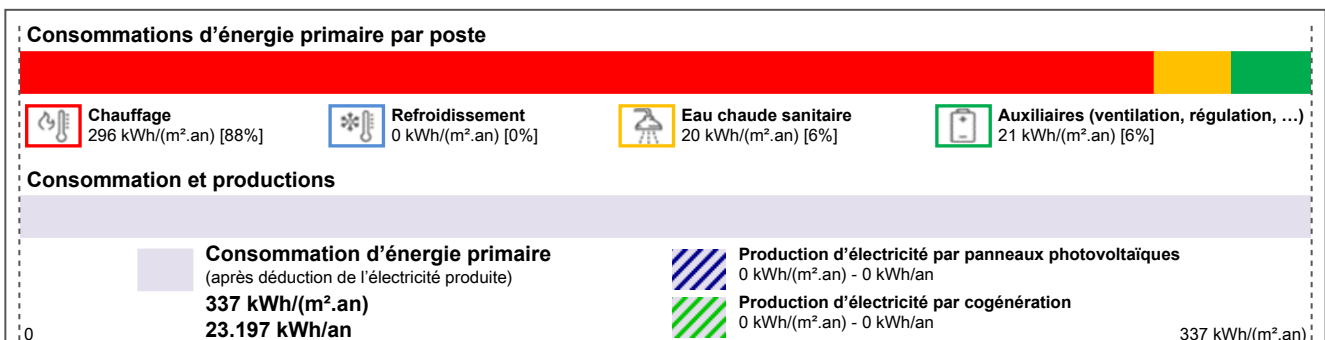 Consommations d'énergie primaire par poste
Chauffage
296 kWh/(m².an) [88%]
Refroidissement
0 kWh/(m².an) [0%]
Eau chaude sanitaire
20 kWh/(m².an) [6%]
Auxiliaires (ventilation, régulation, …)
21 kWh/(m².an) [6%]
Consommation et productions
Consommation d'énergie primaire
(après déduction de l'électricité produite)
337 kWh/(m².an)
23.197 kWh/an
Production d'électricité par panneaux photovoltaïques
0 kWh/(m².an) - 0 kWh/an
Production d'électricité par cogénération
0 kWh/(m².an) - 0 kWh/an
0
337 kWh/(m².an)